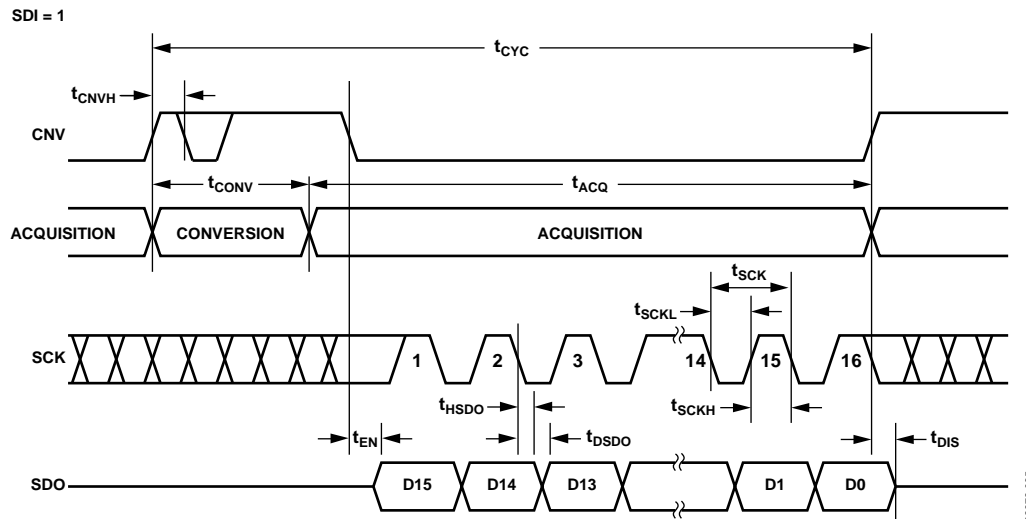 SDI = 1
tCYC
tCNVH
CNV
tCONV
tACQ
ACQUISITION
CONVERSION
ACQUISITION
tSCK
tSCKL
SCK
1
2
3
14
15
16
tHSDO
tSCKH
tEN
tDSDO
tDIS
SDO
D15
D14
D13
D1
D0